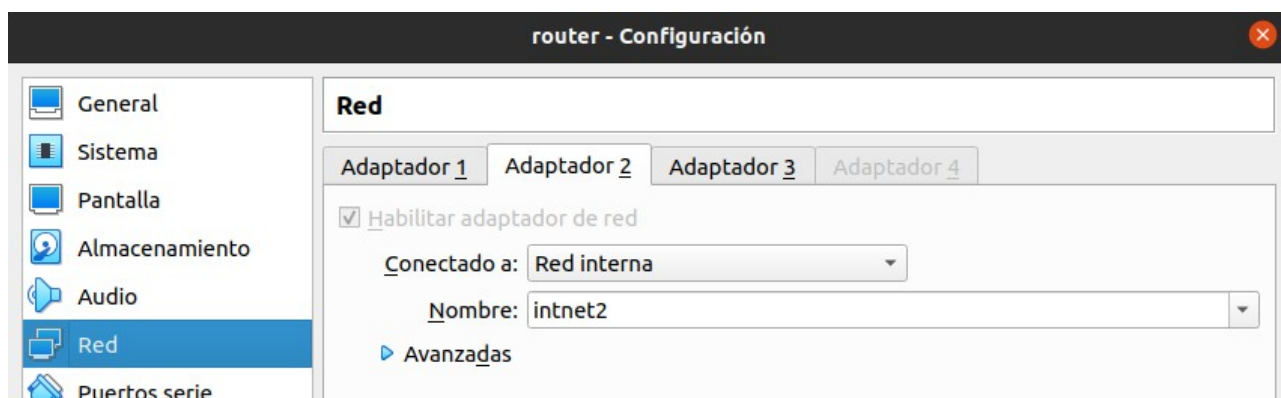 router - Configuración
General
Sistema
Pantalla
Almacenamiento
Audio
Red
Puertos serie
Red
Adaptador 1 Adaptador 2 Adaptador 3 Adaptador 4
Habilitar adaptador de red
Conectado a: Red interna
Nombre: intnet2
Avanzadas